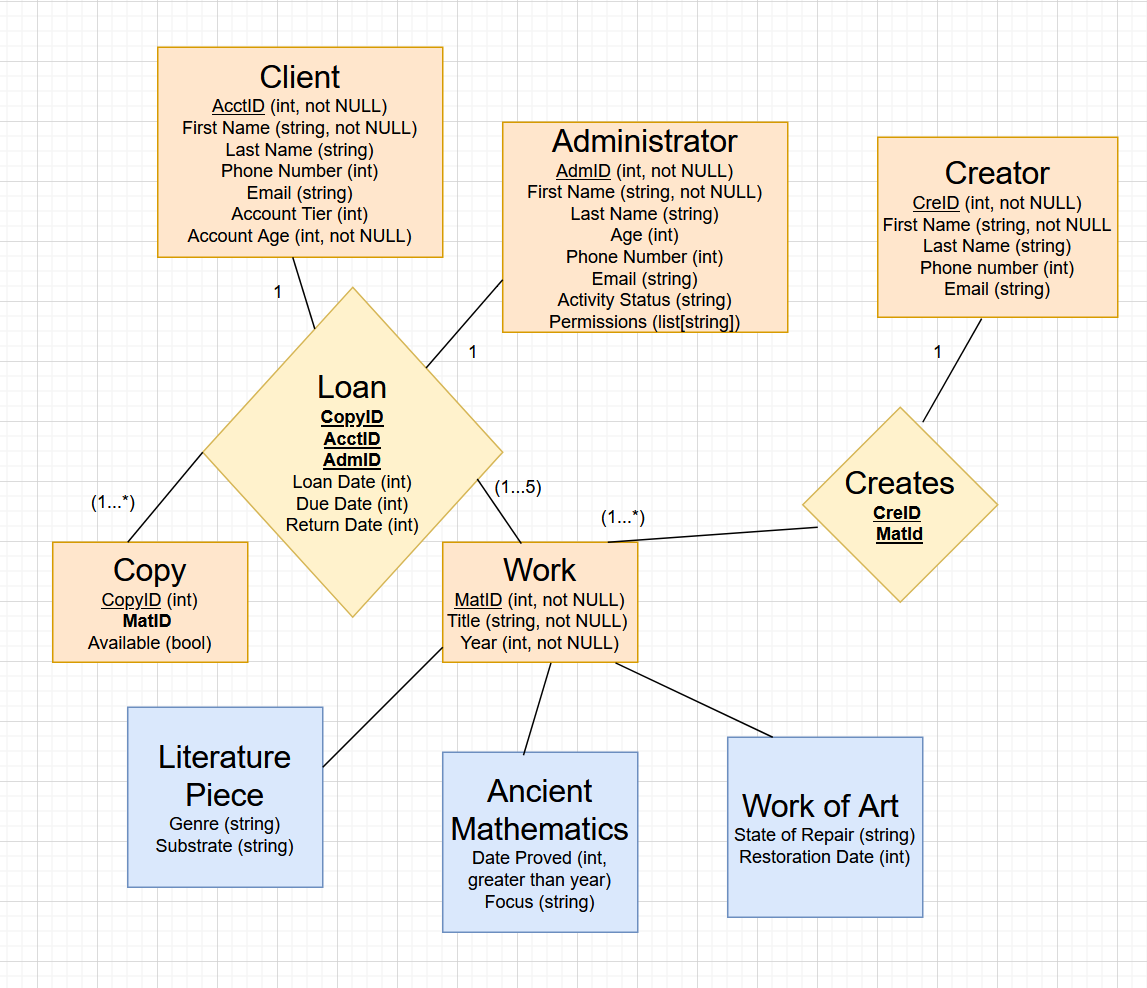 Client
AcctID (int, not NULL)
First Name (string, not NULL)
Last Name (string)
Phone Number (int)
Email (string)
Account Tier (int)
Account Age (int, not NULL)
Administrator
AdmID (int, not NULL)
First Name (string, not NULL)
Last Name (string)
Age (int)
Phone Number (int)
Email (string)
Activity Status (string)
Permissions (list[string])
Creator
CreID (int, not NULL)
First Name (string, not NULL
Last Name (string)
Phone number (int)
Email (string)
1
1
1
Loan
CopyID
AcctID
AdmID
Loan Date (int)
Due Date (int)
Return Date (int)
Creates
CreID
MatId
(1...*)
(1...5)
(1...*)
Copy
CopyID (int)
MatID
Available (bool)
Work
MatID (int, not NULL)
Title (string, not NULL)
Year (int, not NULL)
Literature
Piece
Genre (string)
Substrate (string)
Ancient
Mathematics
Date Proved (int,
greater than year)
Focus (string)
Work of Art
State of Repair (string)
Restoration Date (int)